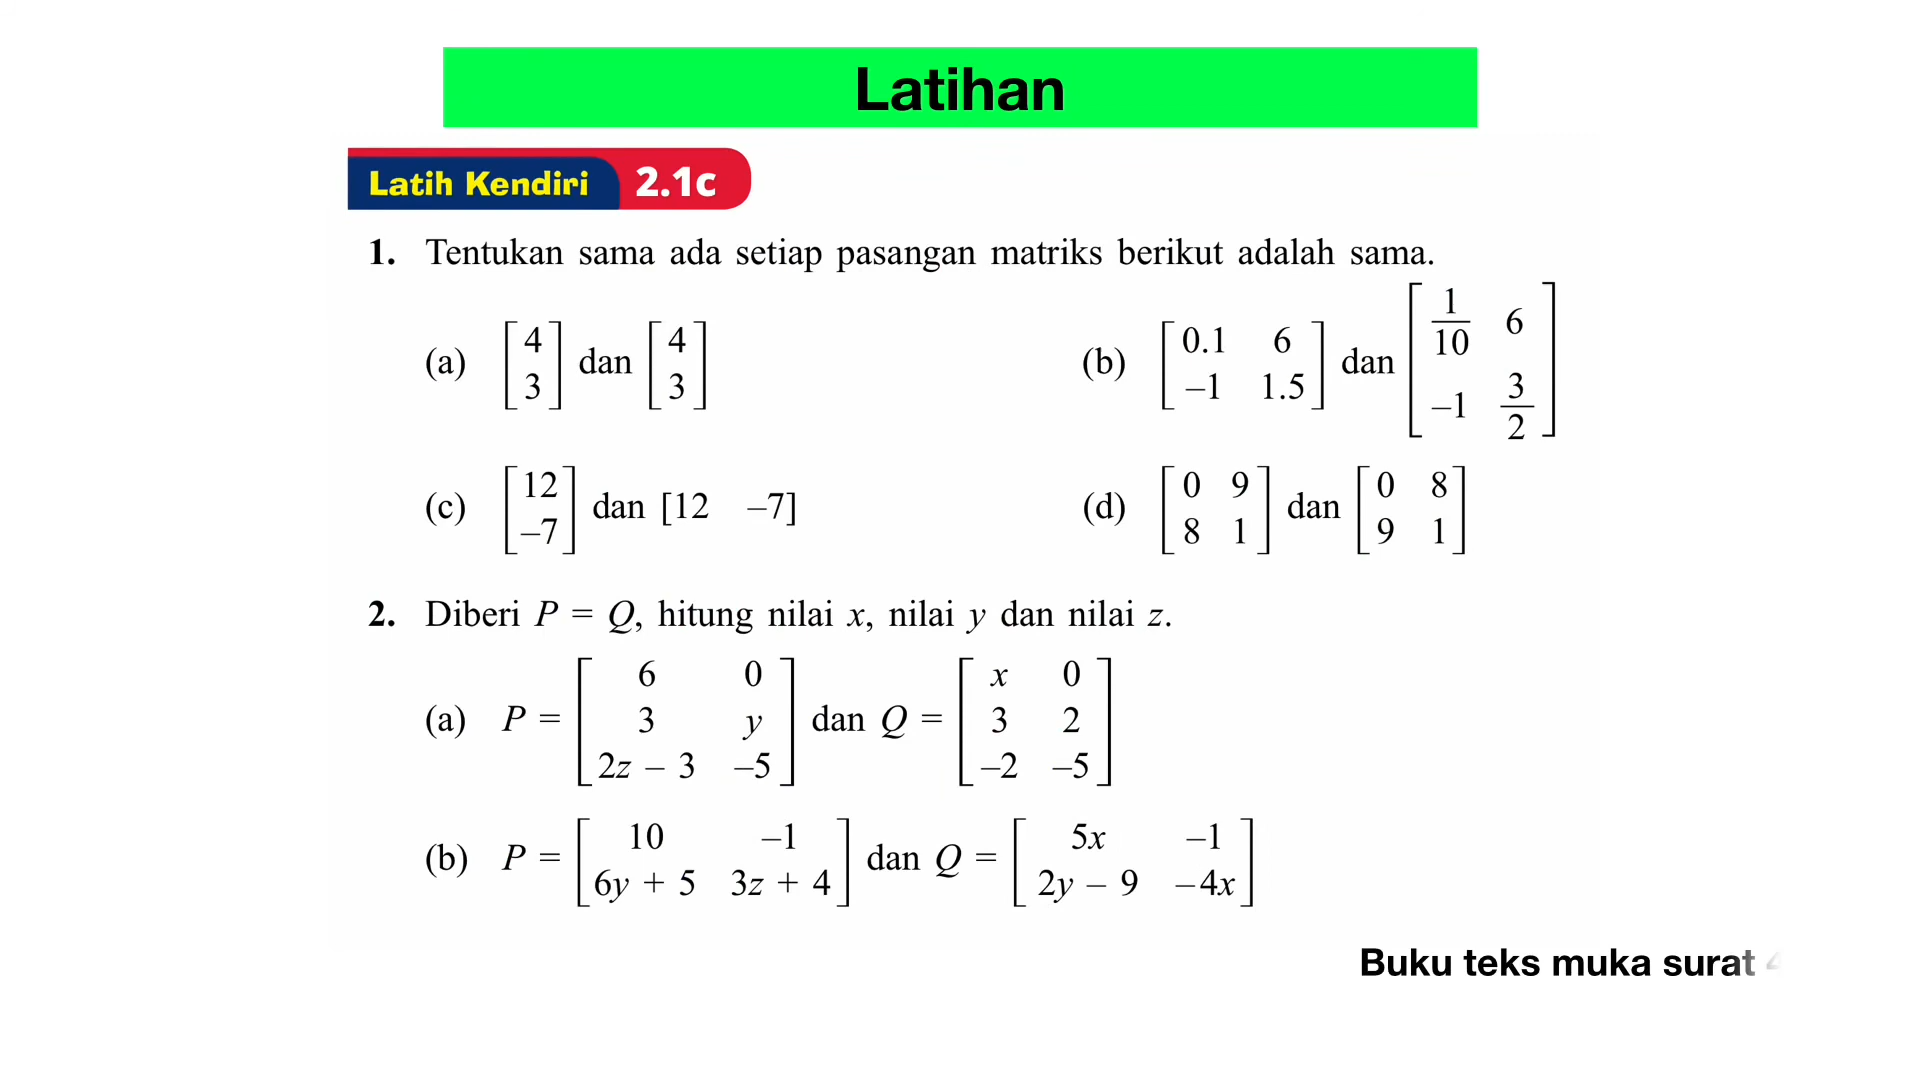 Latihan
Latih Kendiri 2.1c
1. Tentukan sama ada setiap pasangan matriks berikut adalah sama.
(a) [4; 3] dan [4; 3]
(b) [0.1 6; –1 1.5] dan [1/10 6; –1 3/2]
(c) [12; –7] dan [12 –7]
(d) [0 9; 8 1] dan [0 8; 9 1]
2. Diberi P = Q, hitung nilai x, nilai y dan nilai z.
(a) P = [6 0; 3 y; 2z – 3 –5] dan Q = [x 0; 3 2; –2 –5]
(b) P = [10 –1; 6y + 5 3z + 4] dan Q = [5x –1; 2y – 9 –4x]
Buku teks muka surat